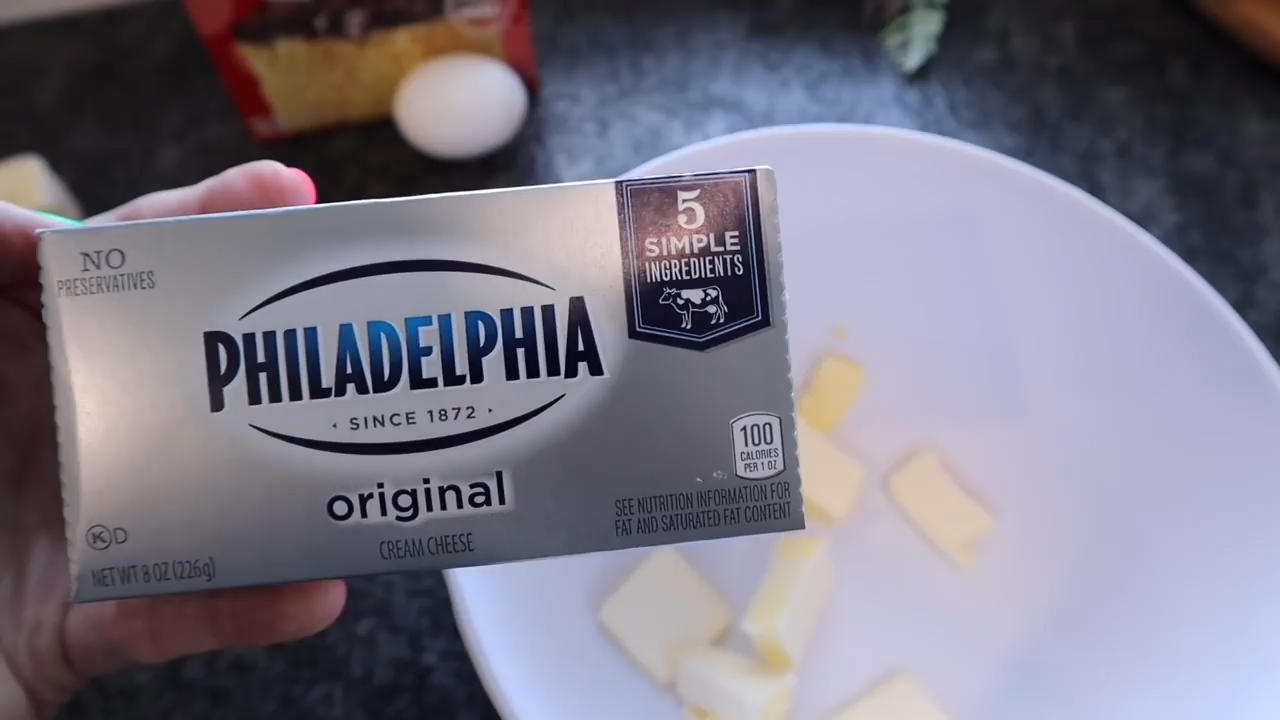 NO
PRESERVATIVES
5
SIMPLE
INGREDIENTS
PHILADELPHIA
SINCE 1872
original
CREAM CHEESE
100
CALORIES
PER 1 OZ
SEE NUTRITION INFORMATION FOR
FAT AND SATURATED FAT CONTENT
K D
NET WT 8 OZ (226g)